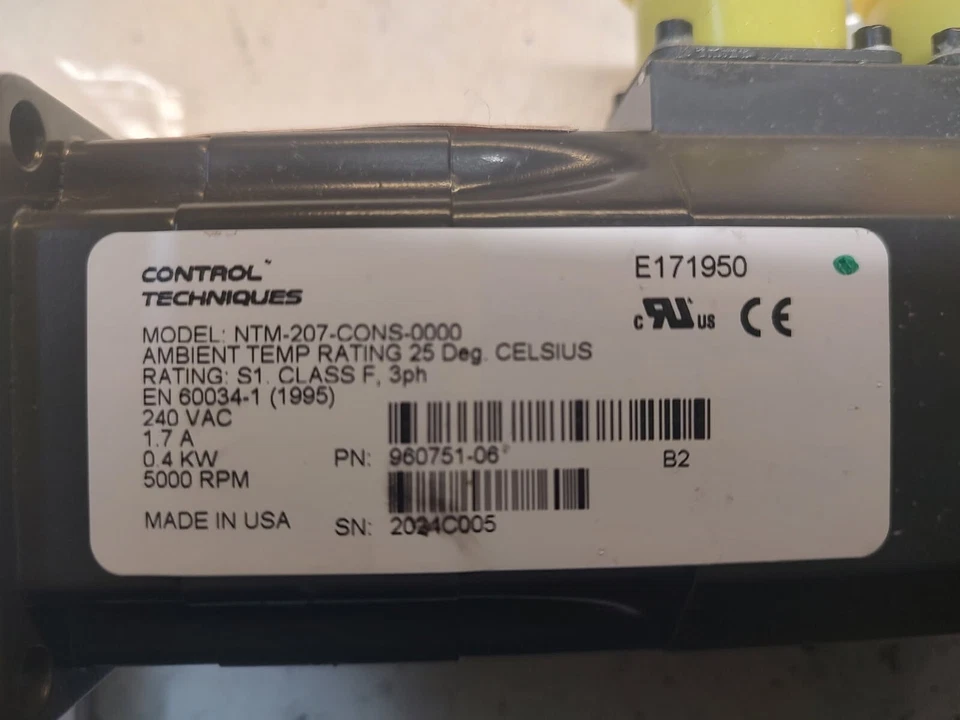 CONTROL
TECHNIQUES
E171950
c RU US CE
MODEL: NTM-207-CONS-0000
AMBIENT TEMP RATING 25 Deg. CELSIUS
RATING: S1. CLASS F, 3ph
EN 60034-1 (1995)
240 VAC
1.7 A
0.4 KW
5000 RPM
PN: 960751-06
B2
MADE IN USA
SN: 2024C005